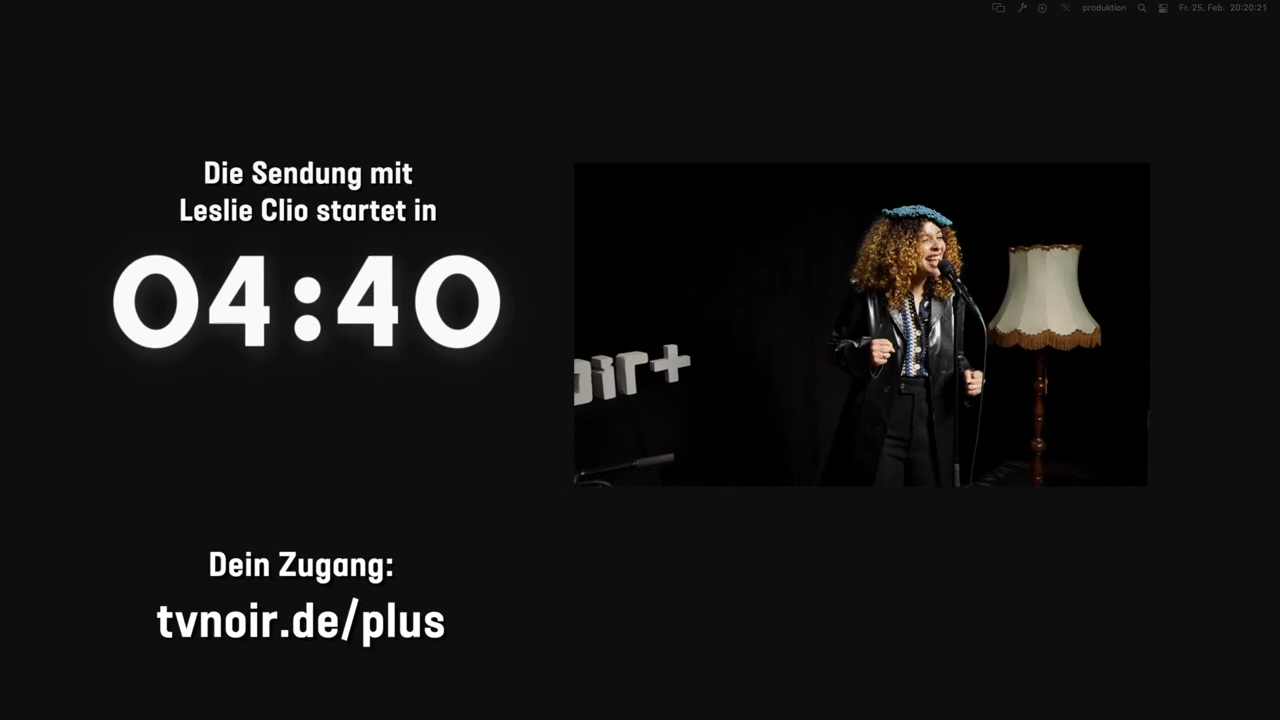 produktion Fr. 25. Feb. 20:20:21
Die Sendung mit
Leslie Clio startet in
04:40
oir+
Dein Zugang:
tvnoir.de/plus